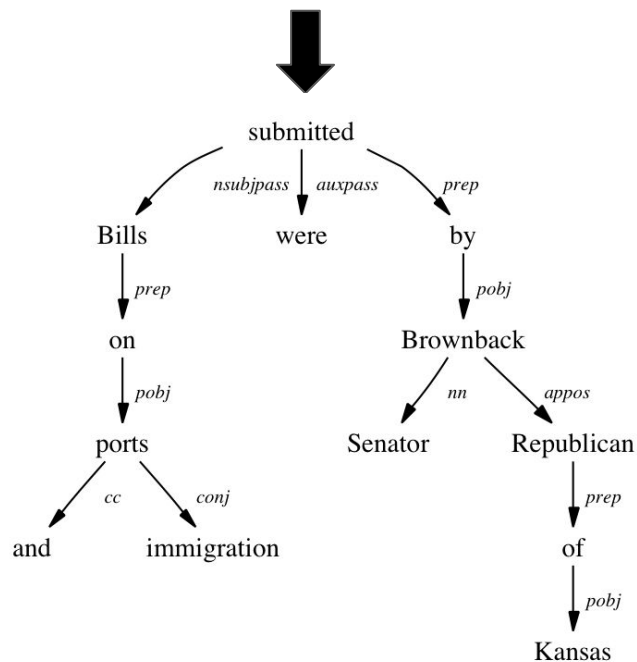 submitted
nsubjpass auxpass prep
Bills were by
prep pobj
on Brownback
pobj nn appos
ports Senator Republican
cc conj prep
and immigration of
pobj
Kansas